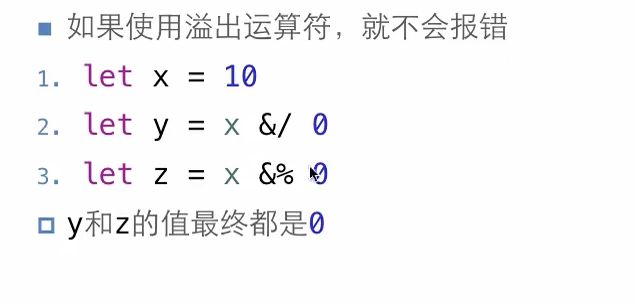 如果使用溢出运算符，就不会报错
1. let x = 10
2. let y = x &/ 0
3. let z = x &% 0
y和z的值最终都是0